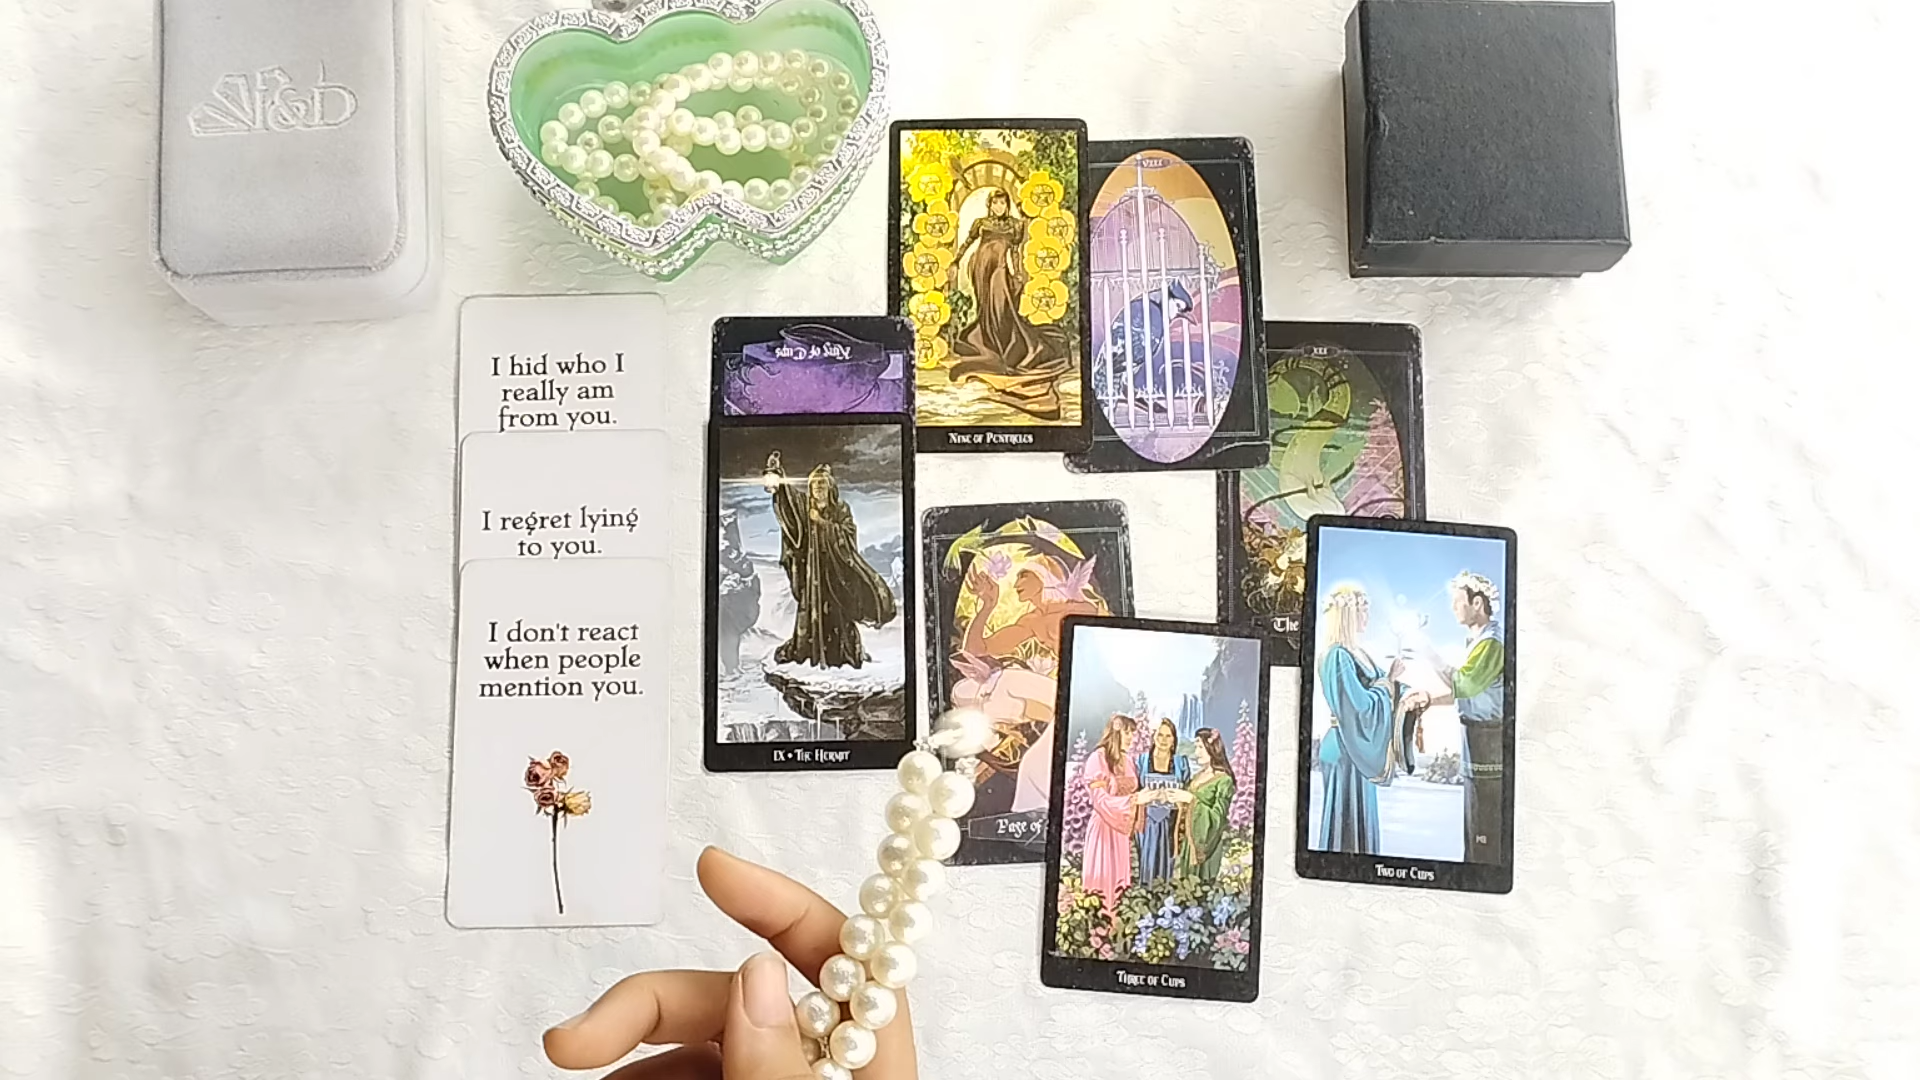 F&b
I hid who I
really am
from you.
I regret lying
to you.
I don't react
when people
mention you.
King of Cups
IX • The Hermit
Nine of Pentacles
VIII
XXI
The
Page of
Three of Cups
Two of Cups